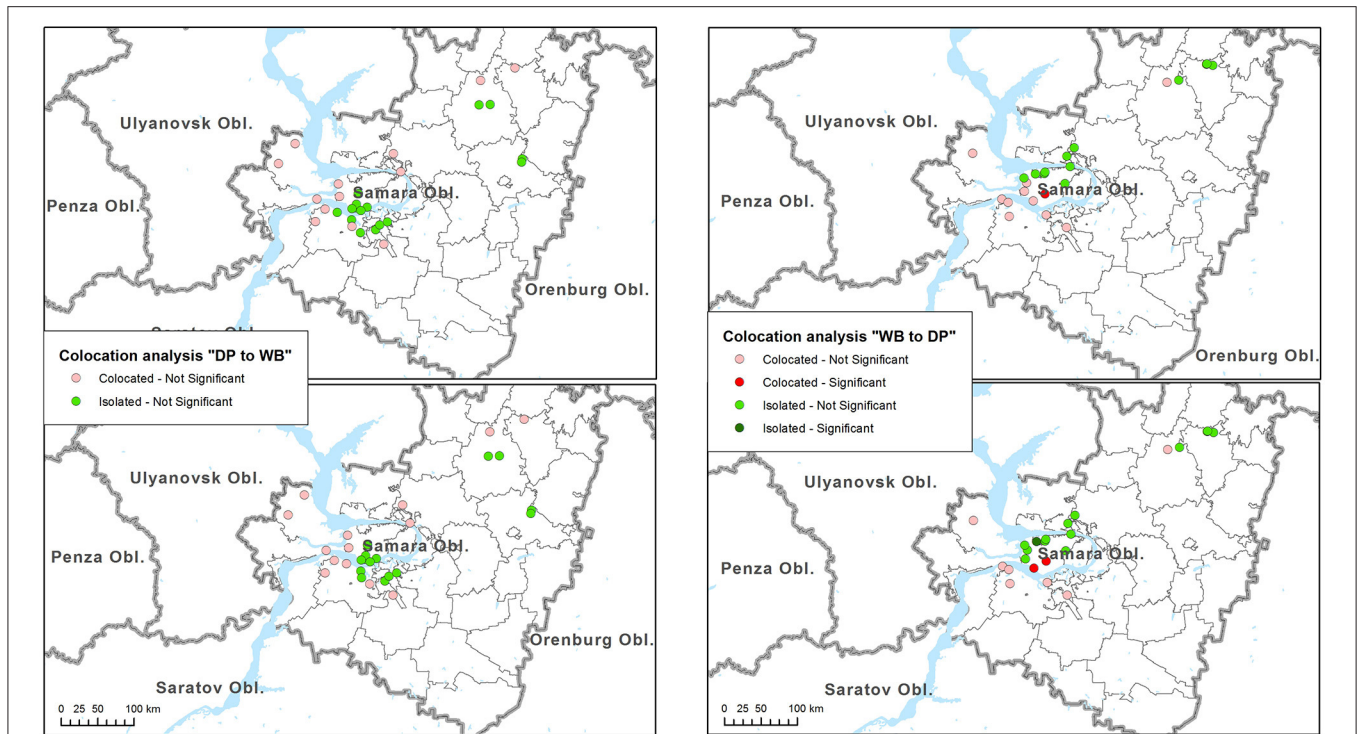 Ulyanovsk Obl.
Samara Obl.
Penza Obl.
Orenburg Obl.
Saratov Obl.
Colocation analysis "DP to WB"
Colocated - Not Significant
Isolated - Not Significant
Ulyanovsk Obl.
Samara Obl.
Penza Obl.
Orenburg Obl.
Saratov Obl.
0 25 50 100 km
Ulyanovsk Obl.
Samara Obl.
Penza Obl.
Orenburg Obl.
Colocation analysis "WB to DP"
Colocated - Not Significant
Colocated - Significant
Isolated - Not Significant
Isolated - Significant
Ulyanovsk Obl.
Samara Obl.
Penza Obl.
Orenburg Obl.
Saratov Obl.
0 25 50 100 km